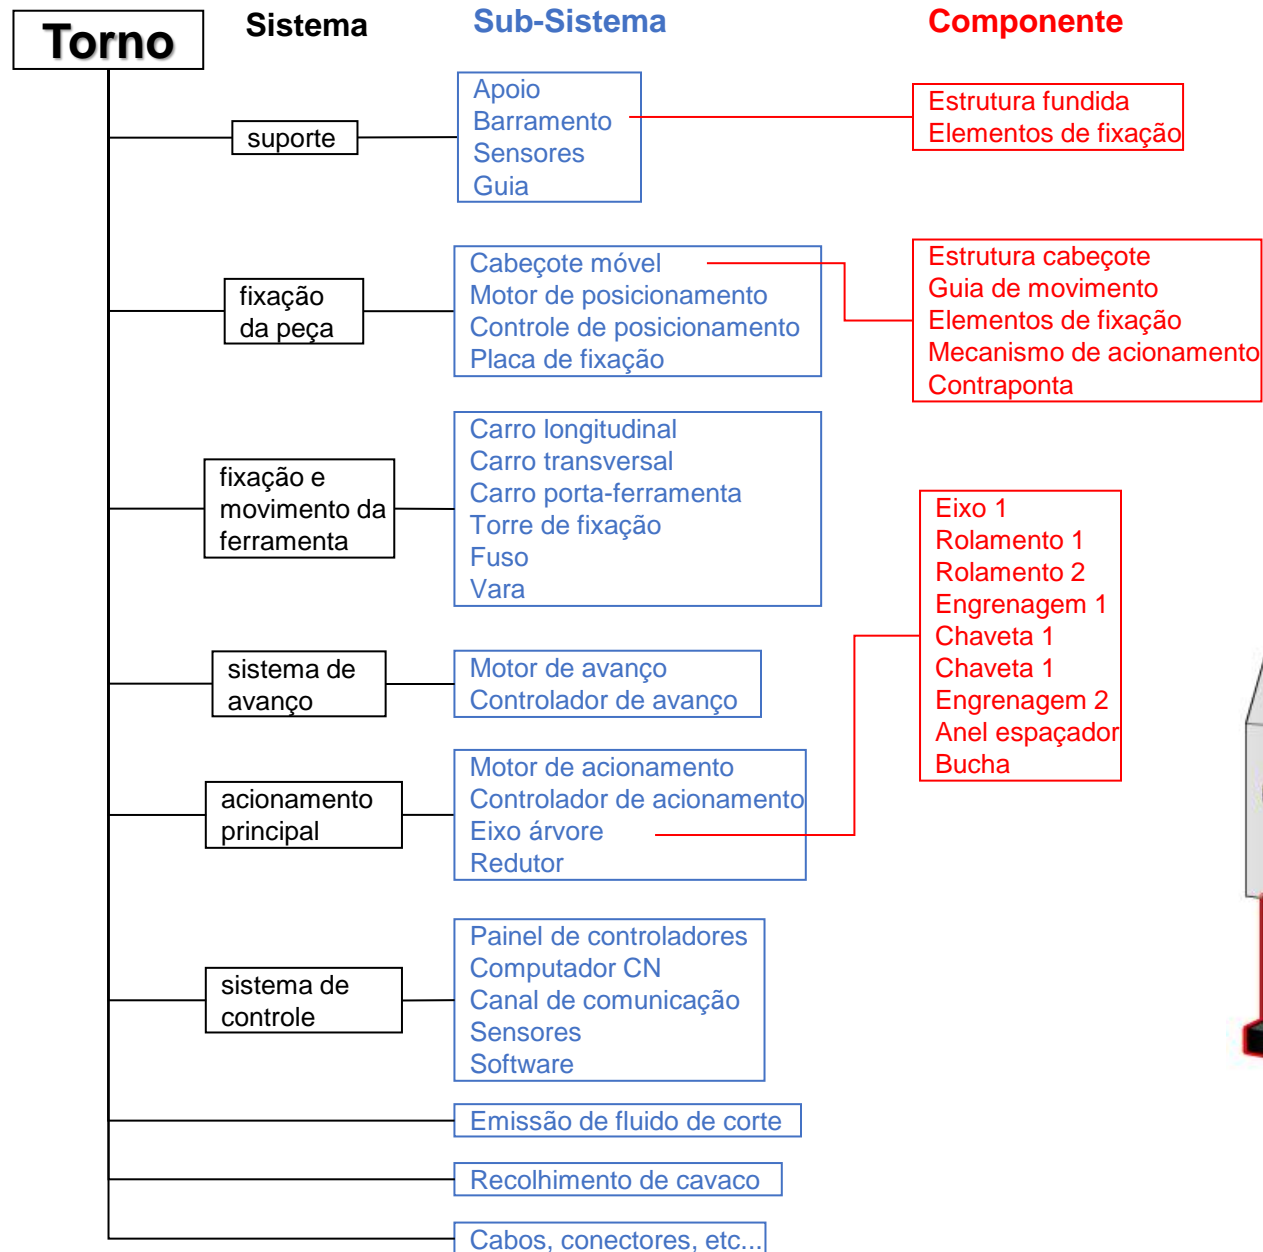 Torno
Sistema
Sub-Sistema
Componente
suporte
Apoio
Barramento
Sensores
Guia
Estrutura fundida
Elementos de fixação
fixação
da peça
Cabeçote móvel
Motor de posicionamento
Controle de posicionamento
Placa de fixação
Estrutura cabeçote
Guia de movimento
Elementos de fixação
Mecanismo de acionamento
Contraponta
fixação e
movimento da
ferramenta
Carro longitudinal
Carro transversal
Carro porta-ferramenta
Torre de fixação
Fuso
Vara
sistema de
avanço
Motor de avanço
Controlador de avanço
acionamento
principal
Motor de acionamento
Controlador de acionamento
Eixo árvore
Redutor
Eixo 1
Rolamento 1
Rolamento 2
Engrenagem 1
Chaveta 1
Chaveta 1
Engrenagem 2
Anel espaçador
Bucha
sistema de
controle
Painel de controladores
Computador CN
Canal de comunicação
Sensores
Software
Emissão de fluido de corte
Recolhimento de cavaco
Cabos, conectores, etc...